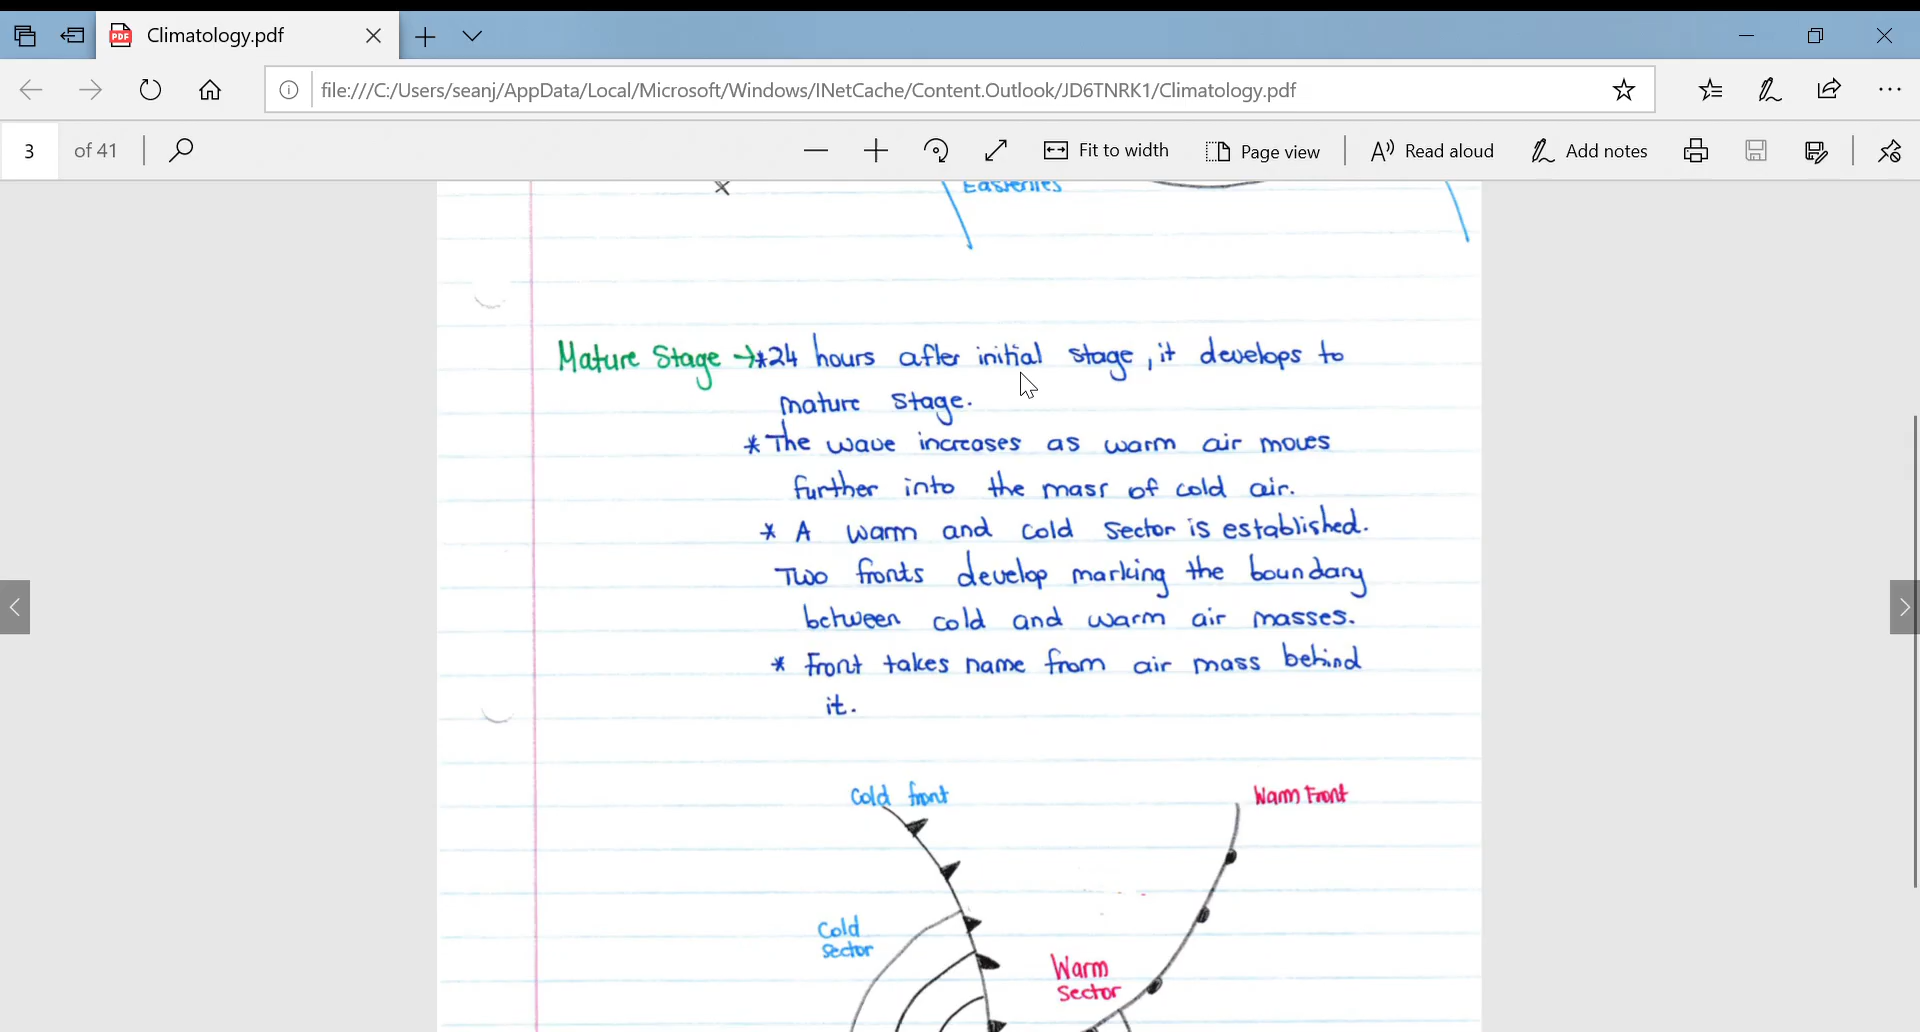 Climatology.pdf
file:///C:/Users/seanj/AppData/Local/Microsoft/Windows/INetCache/Content.Outlook/JD6TNRK1/Climatology.pdf
3 of 41 Fit to width Page view Read aloud Add notes
Easterlies
Mature Stage → *24 hours after initial stage, it develops to
mature stage.
* The wave increases as warm air moves
further into the mass of cold air.
* A warm and cold sector is established.
Two fronts develop marking the boundary
between cold and warm air masses.
* Front takes name from air mass behind
it.
Cold front
Warm Front
Cold
sector
Warm
Sector